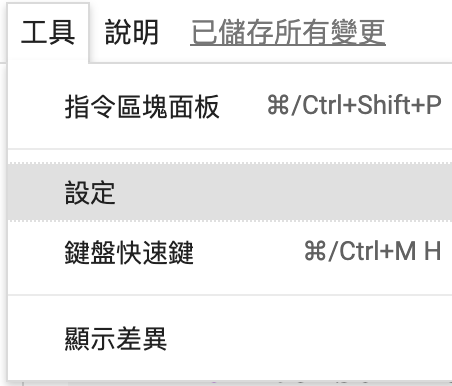 工具 說明 已儲存所有變更
指令區塊面板 ⌘/Ctrl+Shift+P
設定
鍵盤快速鍵 ⌘/Ctrl+M H
顯示差異